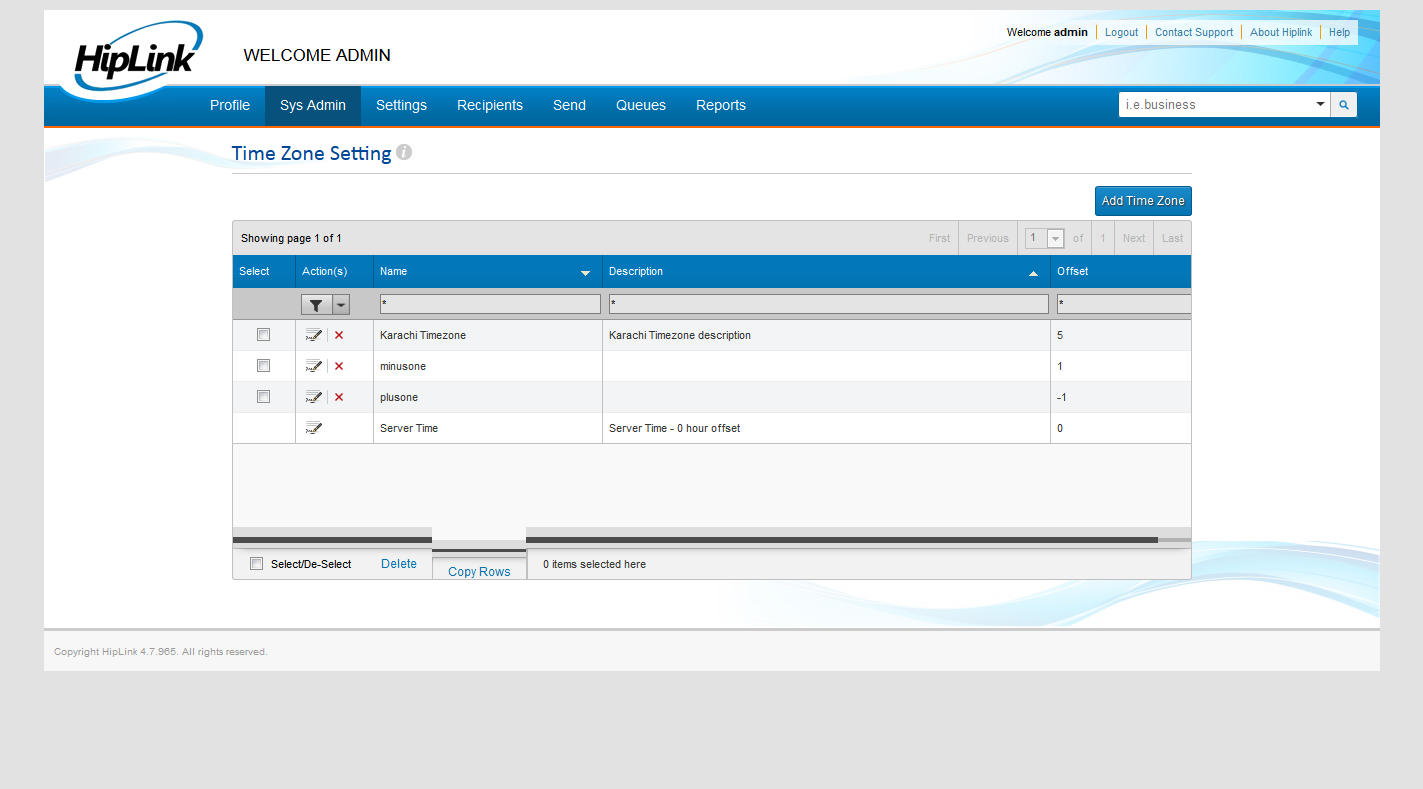 HipLink
WELCOME ADMIN
Welcome admin Logout Contact Support About Hiplink Help
Profile Sys Admin Settings Recipients Send Queues Reports i.e.business
Time Zone Setting i
Add Time Zone
Showing page 1 of 1 First Previous 1 of 1 Next Last
Select Action(s) Name Description Offset
* * *
Karachi Timezone Karachi Timezone description 5
minusone 1
plusone -1
Server Time Server Time - 0 hour offset 0
Select/De-Select Delete Copy Rows 0 items selected here
Copyright HipLink 4.7.965. All rights reserved.